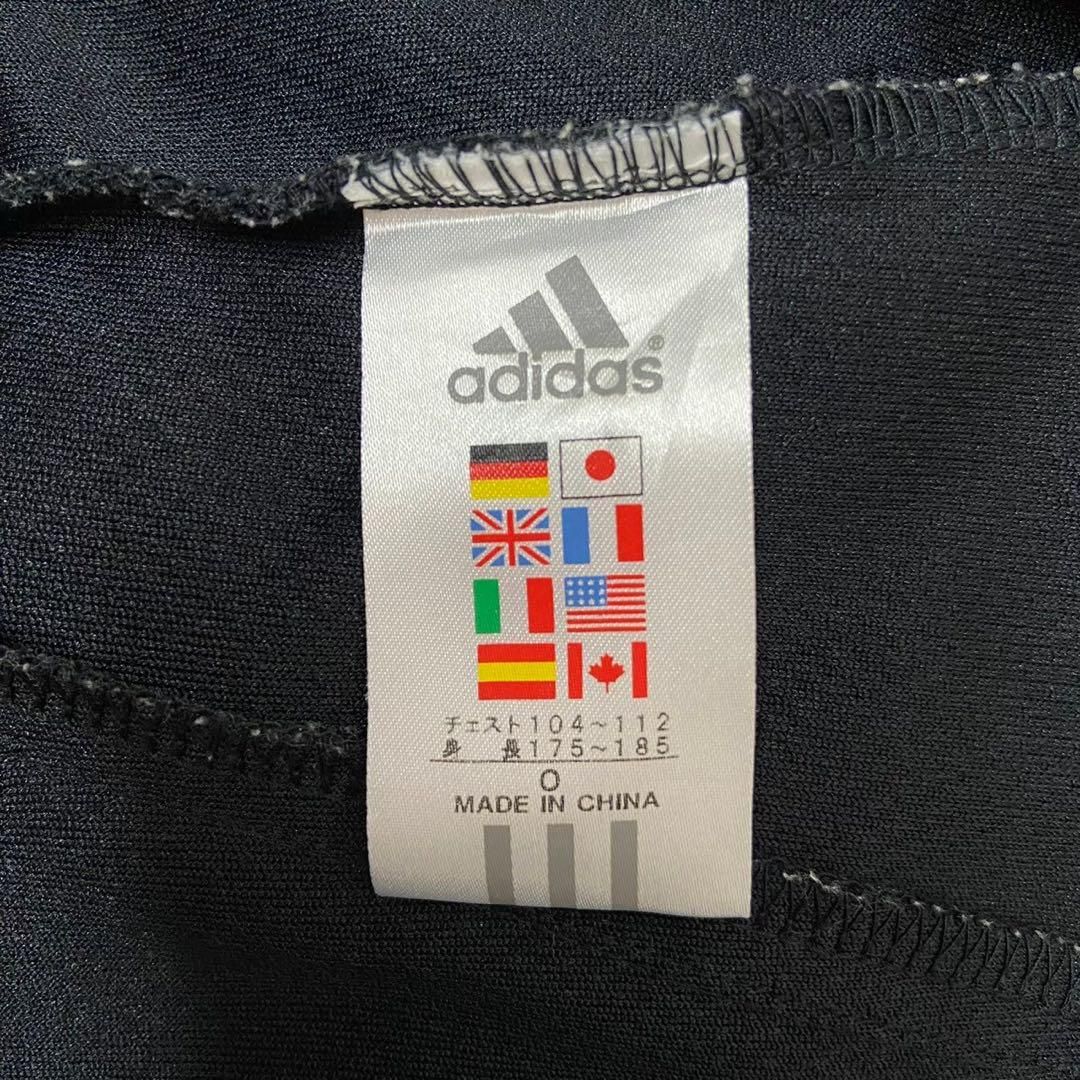 adidas®
チェスト104～112
身 長175～185
O
MADE IN CHINA